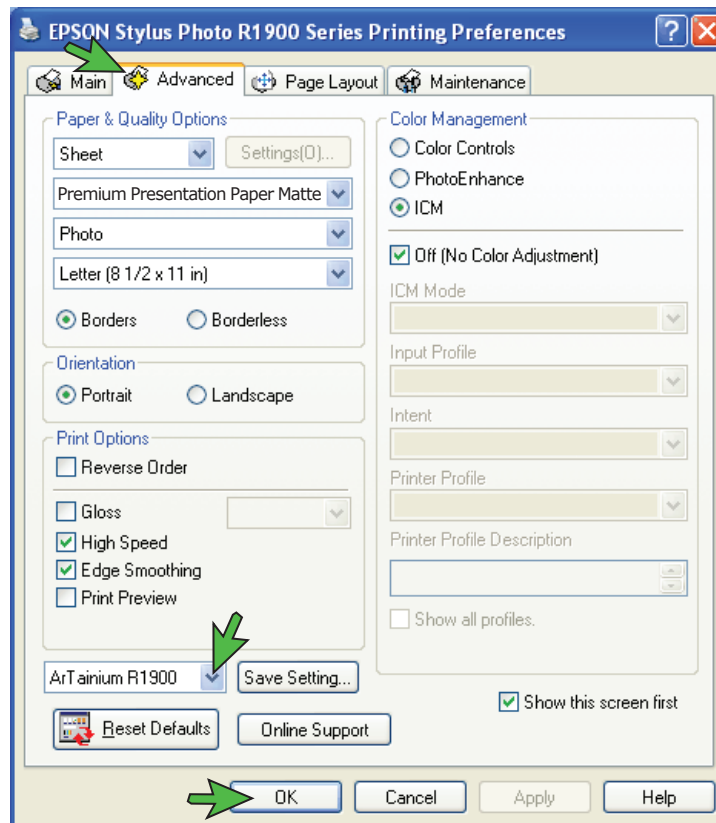 EPSON Stylus Photo R1900 Series Printing Preferences
Main Advanced Page Layout Maintenance
Paper & Quality Options
Sheet Settings(O)...
Premium Presentation Paper Matte
Photo
Letter (8 1/2 x 11 in)
Borders Borderless
Orientation
Portrait Landscape
Print Options
Reverse Order
Gloss
High Speed
Edge Smoothing
Print Preview
Color Management
Color Controls
PhotoEnhance
ICM
Off (No Color Adjustment)
ICM Mode
Input Profile
Intent
Printer Profile
Printer Profile Description
Show all profiles.
ArTainium R1900 Save Setting...
Show this screen first
Reset Defaults Online Support
OK Cancel Apply Help